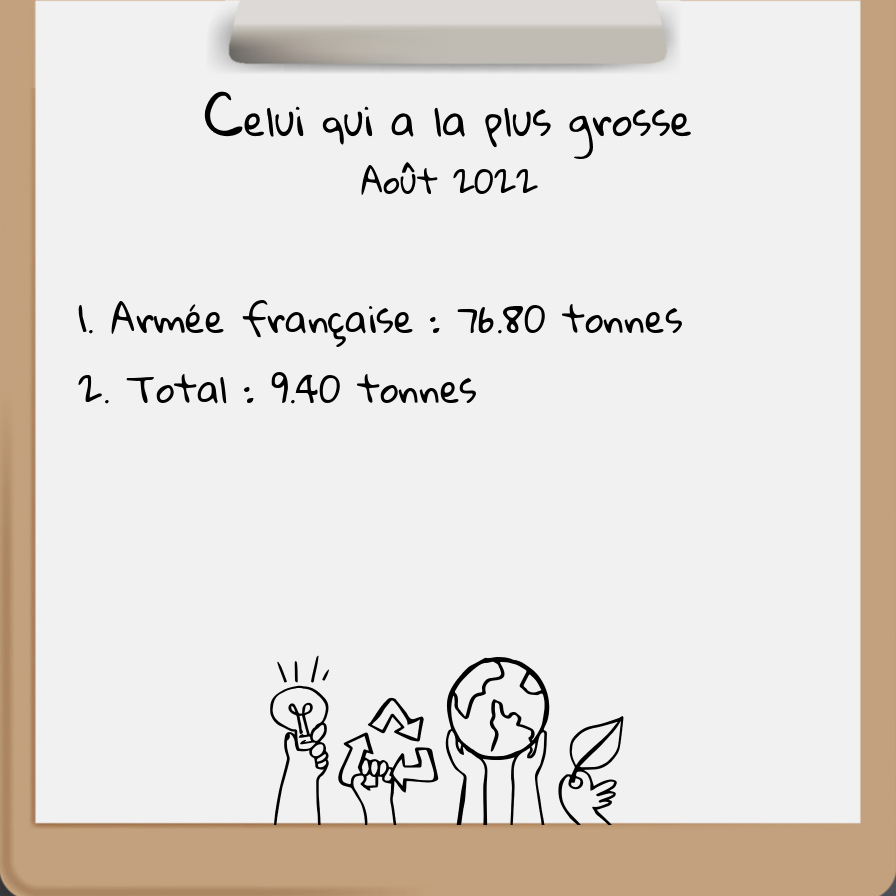 Celui qui a la plus grosse
Août 2022
1. Armée française : 76.80 tonnes
2. Total : 9.40 tonnes